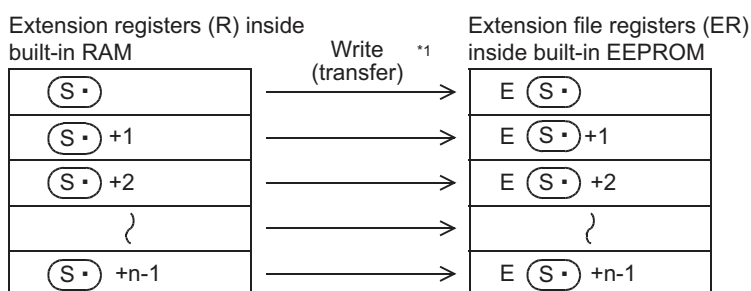 Extension registers (R) inside
built-in RAM
Write *1
(transfer)
Extension file registers (ER)
inside built-in EEPROM
S· E S·
S· +1 E S· +1
S· +2 E S· +2
S· +n-1 E S· +n-1